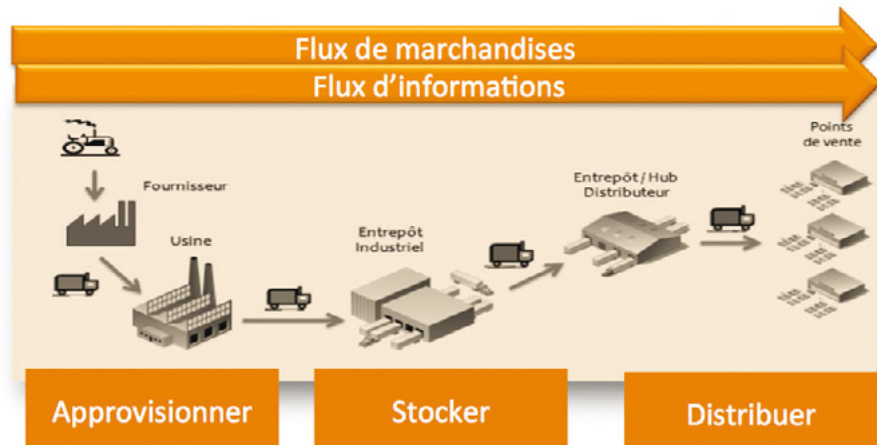 Flux de marchandises
Flux d'informations
Points
de vente
Fournisseur
Entrepôt / Hub
Distributeur
Usine
Entrepôt
Industriel
Approvisionner
Stocker
Distribuer